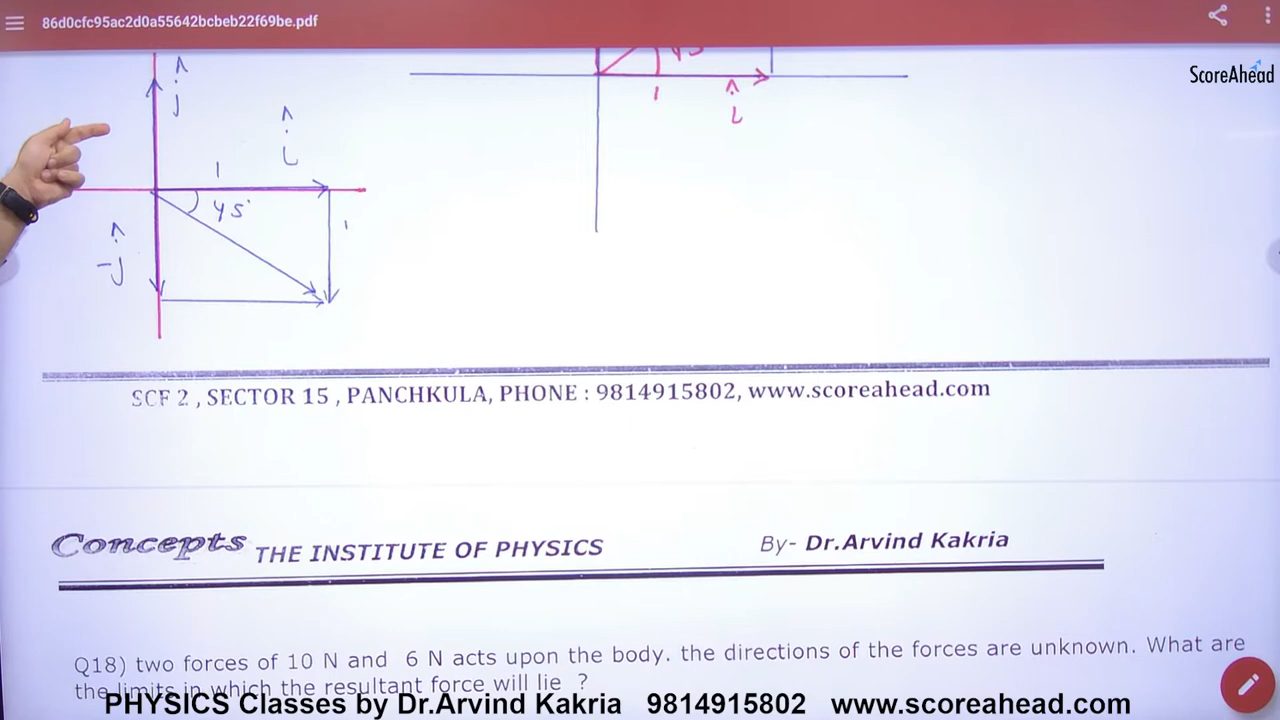 86d0cfc95ac2d0a55642bcbeb22f69be.pdf
ScoreAhead
ĵ
î
1
45°
1
-ĵ
45
1
î
SCF 2 , SECTOR 15 , PANCHKULA, PHONE : 9814915802, www.scoreahead.com
Concepts THE INSTITUTE OF PHYSICS By- Dr.Arvind Kakria
Q18) two forces of 10 N and 6 N acts upon the body. the directions of the forces are unknown. What are
the limits in which the resultant force will lie ?
PHYSICS Classes by Dr.Arvind Kakria 9814915802 www.scoreahead.com